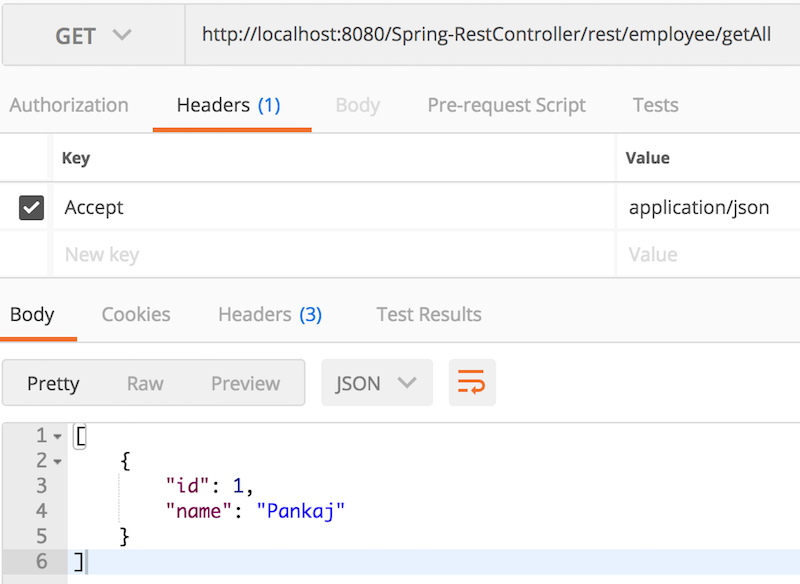 GET http://localhost:8080/Spring-RestController/rest/employee/getAll
Authorization Headers (1) Body Pre-request Script Tests
Key Value
Accept application/json
New key Value
Body Cookies Headers (3) Test Results
Pretty Raw Preview JSON
1 [
2 {
3 "id": 1,
4 "name": "Pankaj"
5 }
6 ]